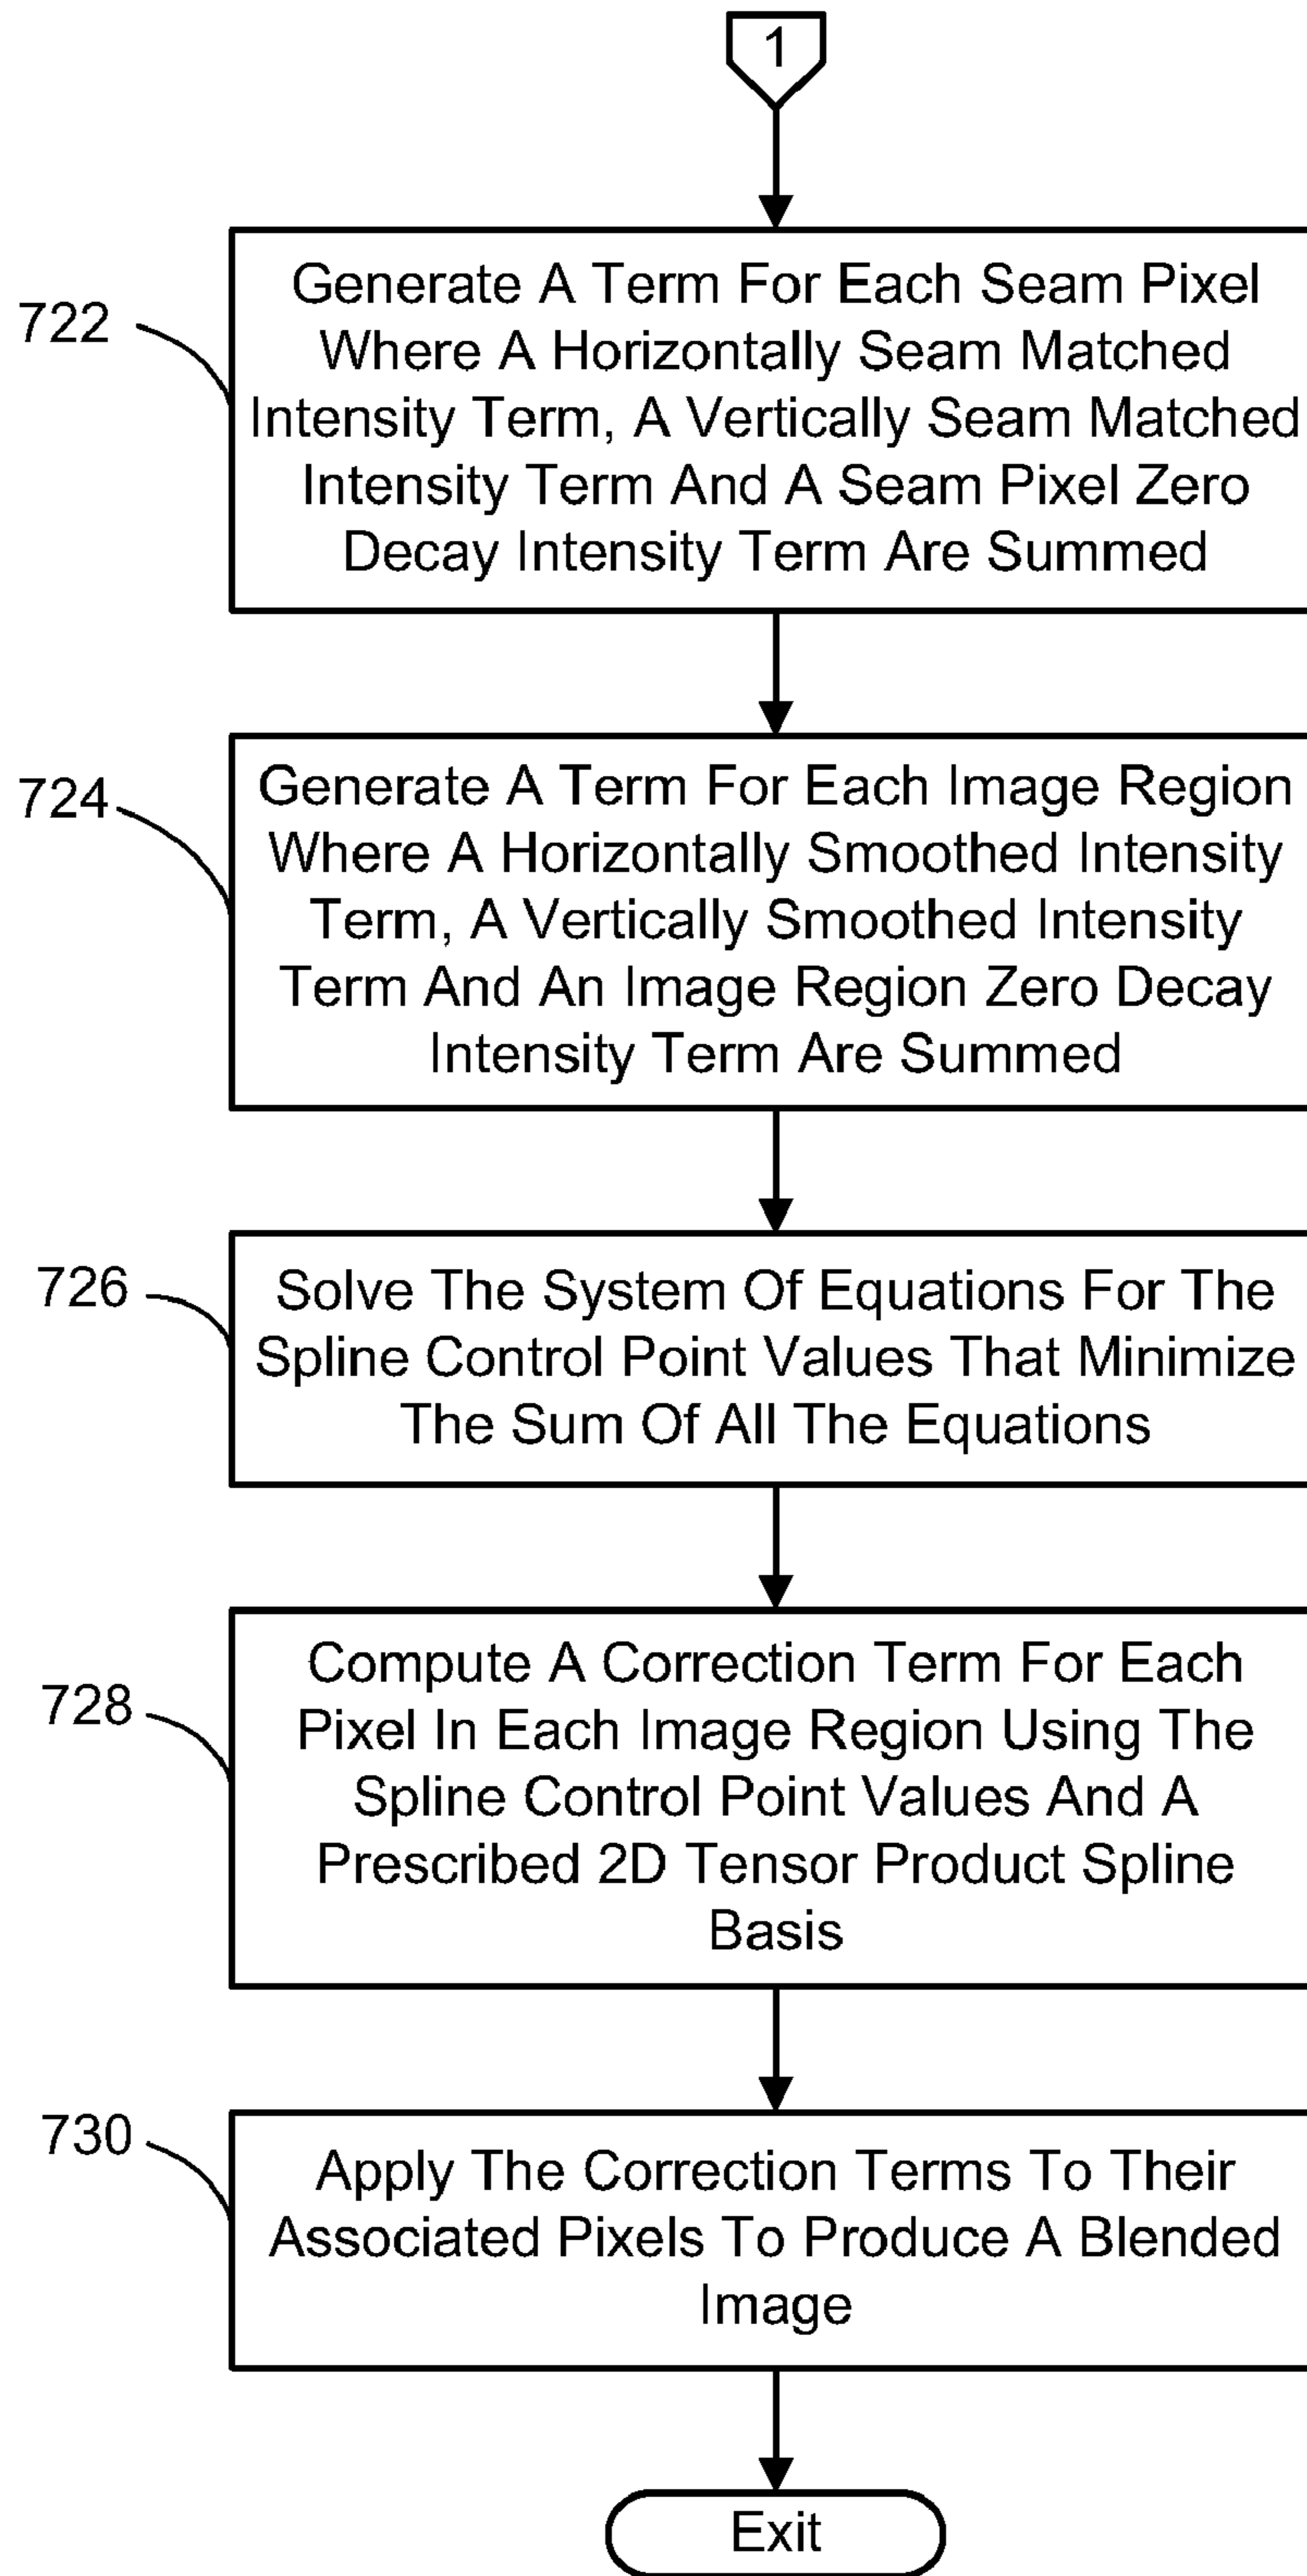 1
722
Generate A Term For Each Seam Pixel
Where A Horizontally Seam Matched
Intensity Term, A Vertically Seam Matched
Intensity Term And A Seam Pixel Zero
Decay Intensity Term Are Summed
724
Generate A Term For Each Image Region
Where A Horizontally Smoothed Intensity
Term, A Vertically Smoothed Intensity
Term And An Image Region Zero Decay
Intensity Term Are Summed
726
Solve The System Of Equations For The
Spline Control Point Values That Minimize
The Sum Of All The Equations
728
Compute A Correction Term For Each
Pixel In Each Image Region Using The
Spline Control Point Values And A
Prescribed 2D Tensor Product Spline
Basis
730
Apply The Correction Terms To Their
Associated Pixels To Produce A Blended
Image
Exit